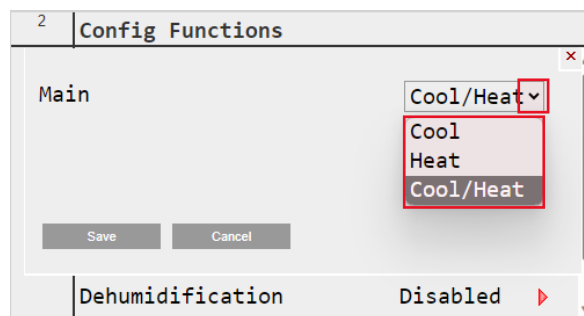 2
Config Functions
Main Cool/Heat
Cool
Heat
Cool/Heat
Save Cancel
Dehumidification Disabled